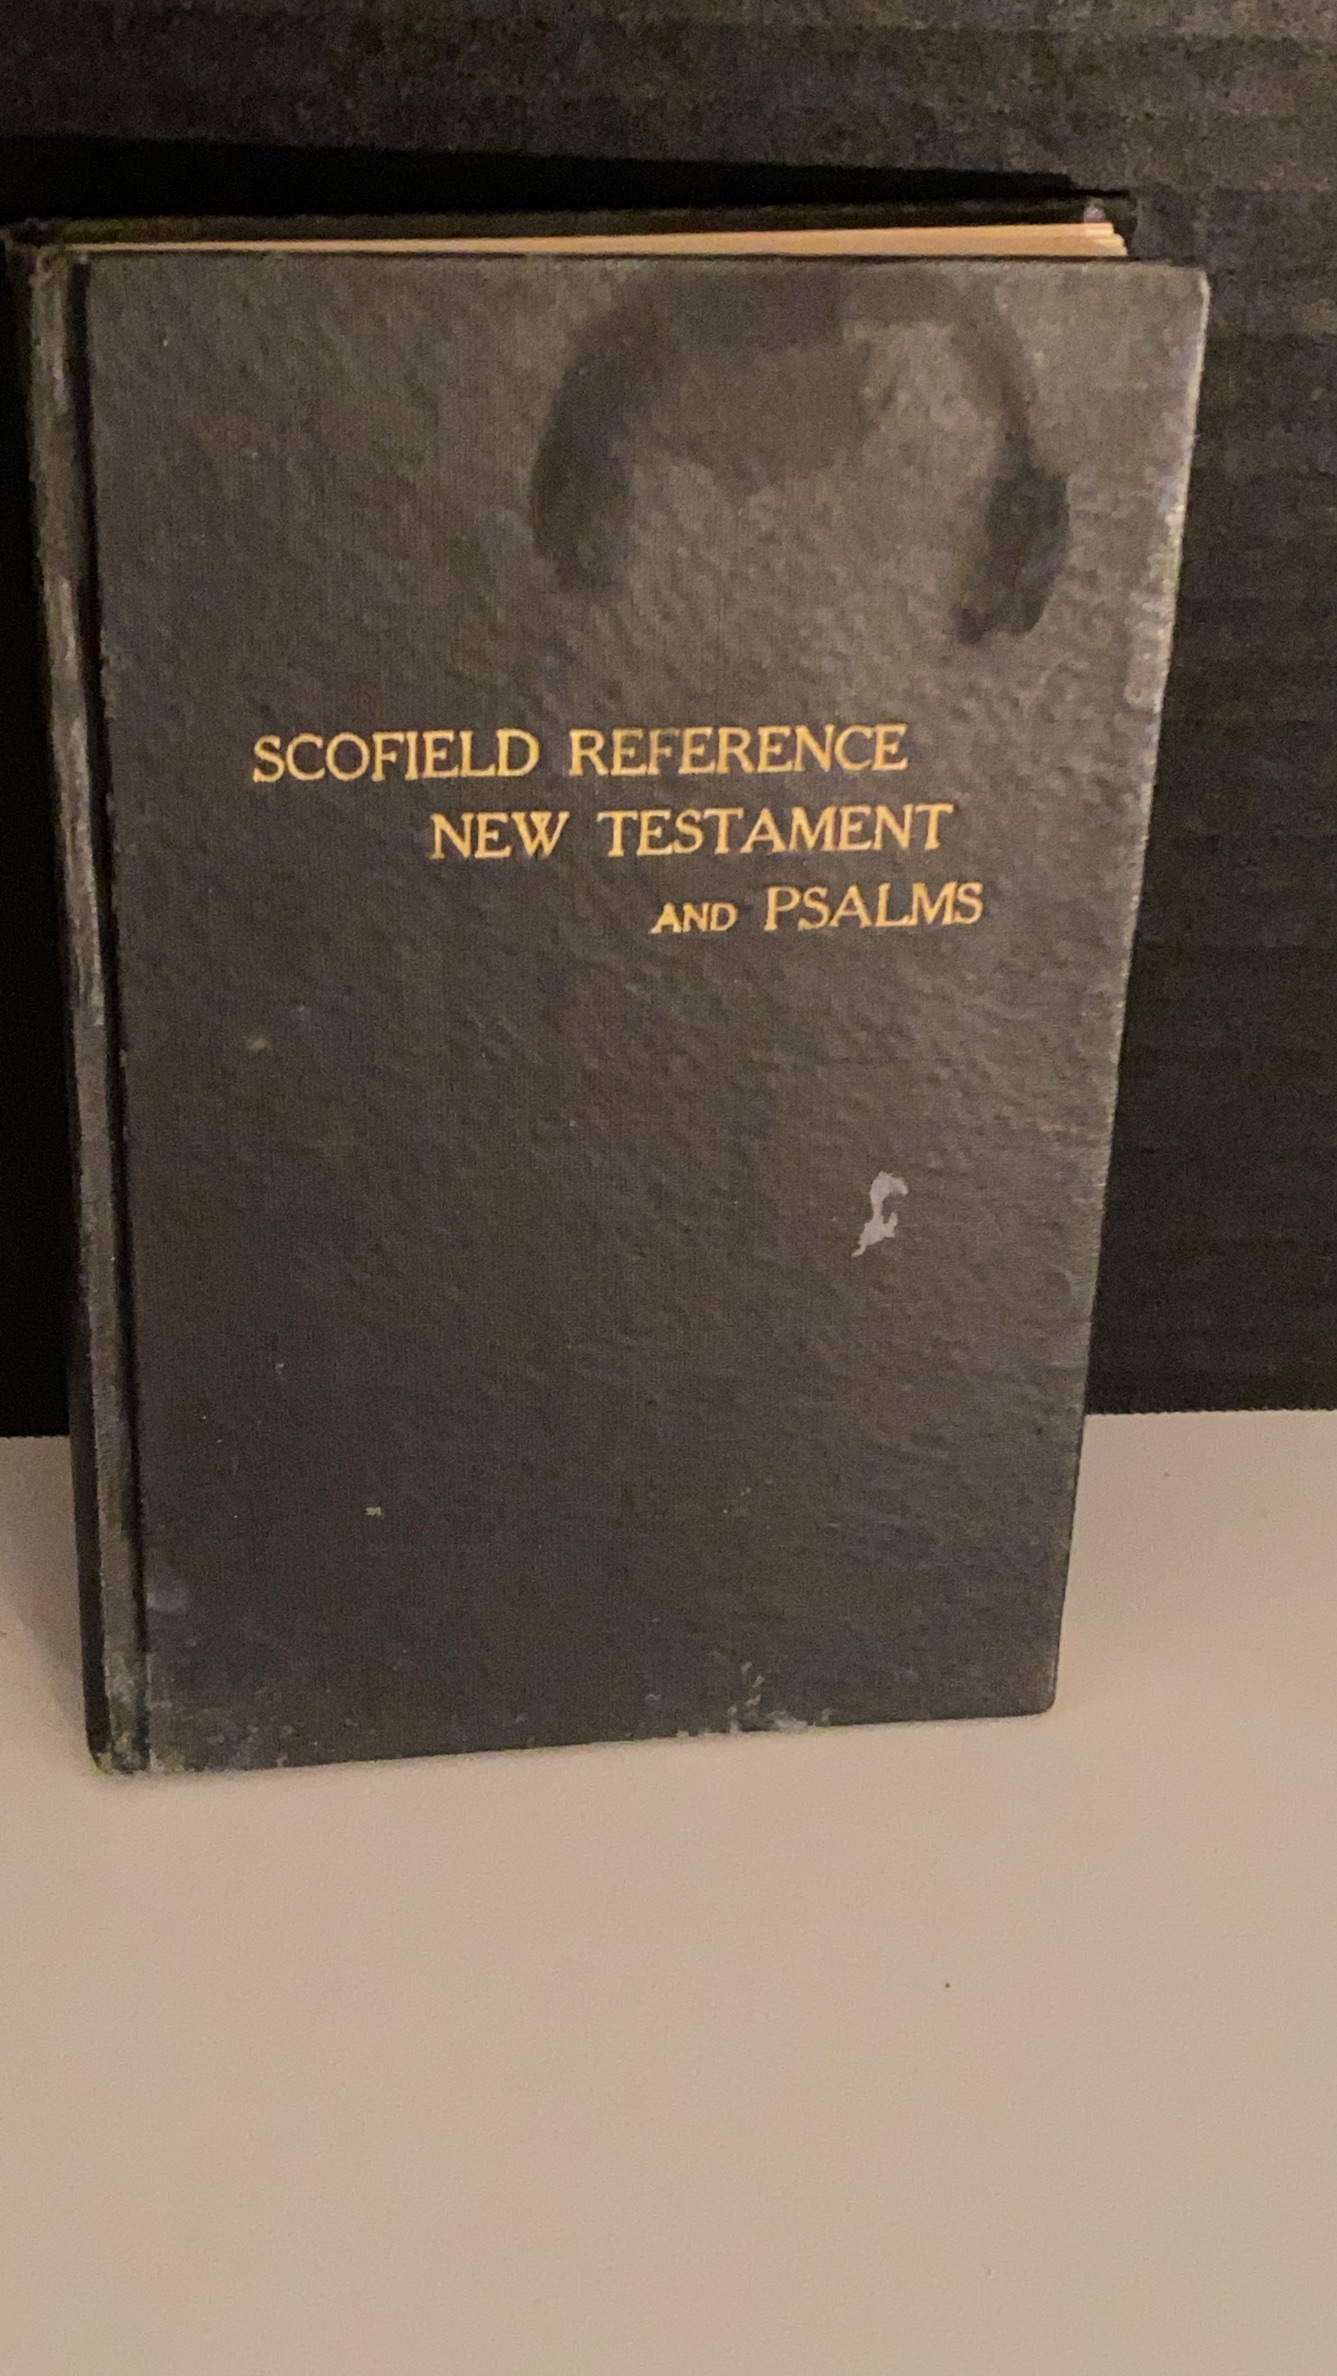 SCOFIELD REFERENCE
NEW TESTAMENT
AND PSALMS